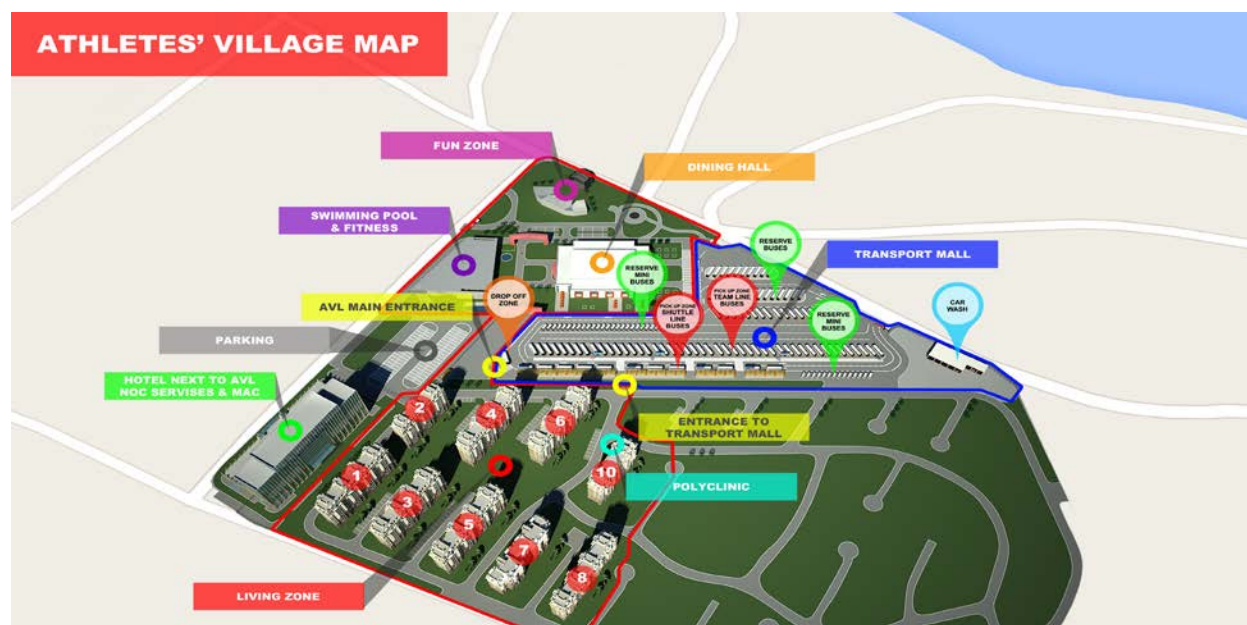 ATHLETES' VILLAGE MAP
FUN ZONE
DINING HALL
SWIMMING POOL
& FITNESS
RESERVE
BUSES
TRANSPORT MALL
RESERVE
MINI
BUSES
AVL MAIN ENTRANCE
DROP OFF
ZONE
PICK UP ZONE
SHUTTLE
LINE
BUSES
PICK UP ZONE
TEAM LINE
BUSES
RESERVE
MINI
BUSES
CAR
WASH
PARKING
HOTEL NEXT TO AVL
NOC SERVISES & MAC
ENTRANCE TO
TRANSPORT MALL
POLYCLINIC
2
4
6
10
1
3
5
7
8
LIVING ZONE